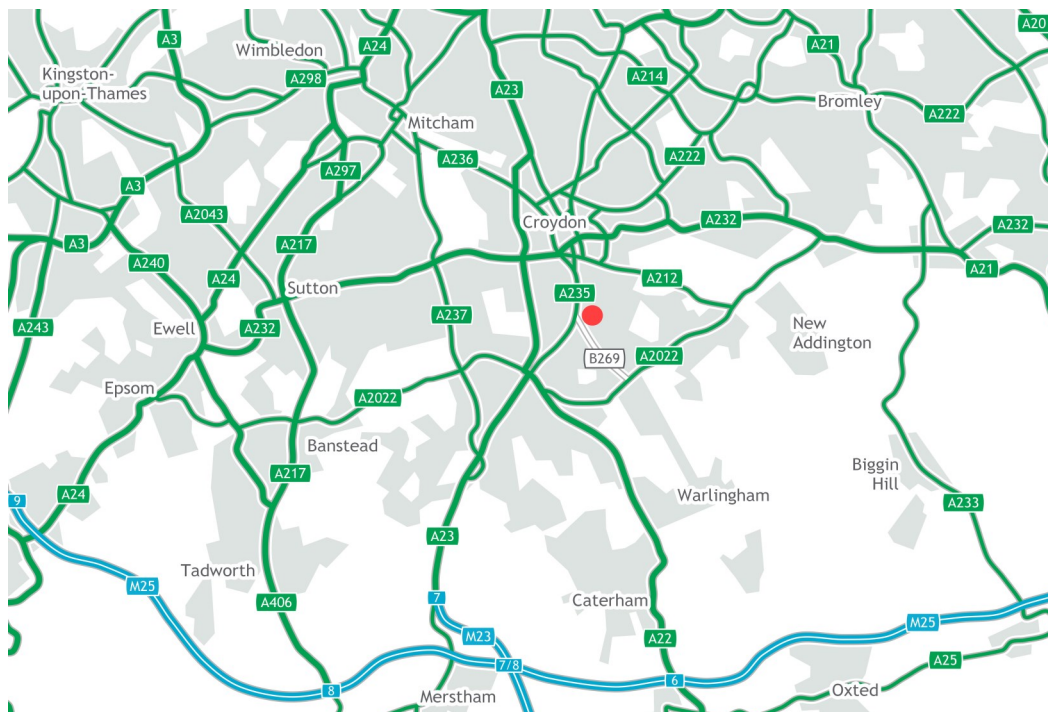 A3
A24
A21
A20
Wimbledon
Kingston-
upon-Thames
A298
A23
A214
Bromley
A222
Mitcham
A236
A297
A222
A3
A2043
Croydon
A232
A232
A3
A217
A240
A24
A212
A21
Sutton
A235
A243
Ewell
A232
A237
New
Addington
B269
A2022
Epsom
A2022
Banstead
A217
Biggin
Hill
A24
9
Warlingham
A233
A23
Tadworth
M25
A406
7
Caterham
M23
A22
M25
7/8
A25
6
8
Merstham
Oxted